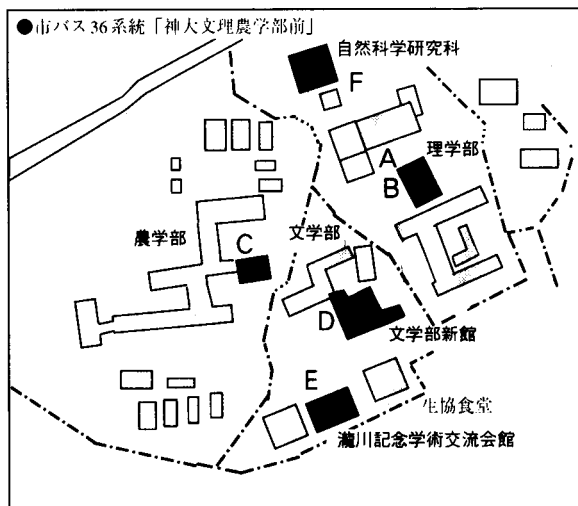 ●市バス36系統「神大文理農学部前」
自然科学研究科
F
A
理学部
B
農学部
文学部
C
D
文学部新館
E
生協食堂
瀧川記念学術交流会館